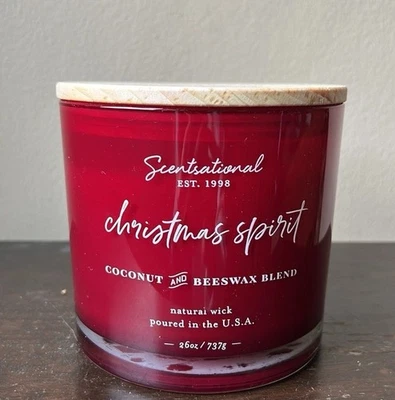 Scentsational
EST. 1998
christmas spirit
COCONUT AND BEESWAX BLEND
natural wick
poured in the U.S.A.
— 26oz / 737g —